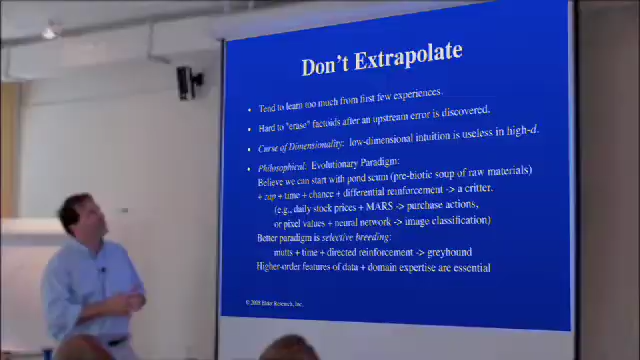 Don't Extrapolate
• Tend to learn too much from first few experiences.
• Hard to "erase" factoids after an upstream error is discovered.
• Curse of Dimensionality: low-dimensional intuition is useless in high-d.
• Philosophical: Evolutionary Paradigm:
Believe we can start with pond scum (pre-biotic soup of raw materials)
+ zap + time + chance + differential reinforcement -> a critter.
(e.g., daily stock prices + MARS -> purchase actions,
or pixel values + neural network -> image classification)
Better paradigm is selective breeding:
mutts + time + directed reinforcement -> greyhound
Higher-order features of data + domain expertise are essential
© 2005 Elder Research, Inc.